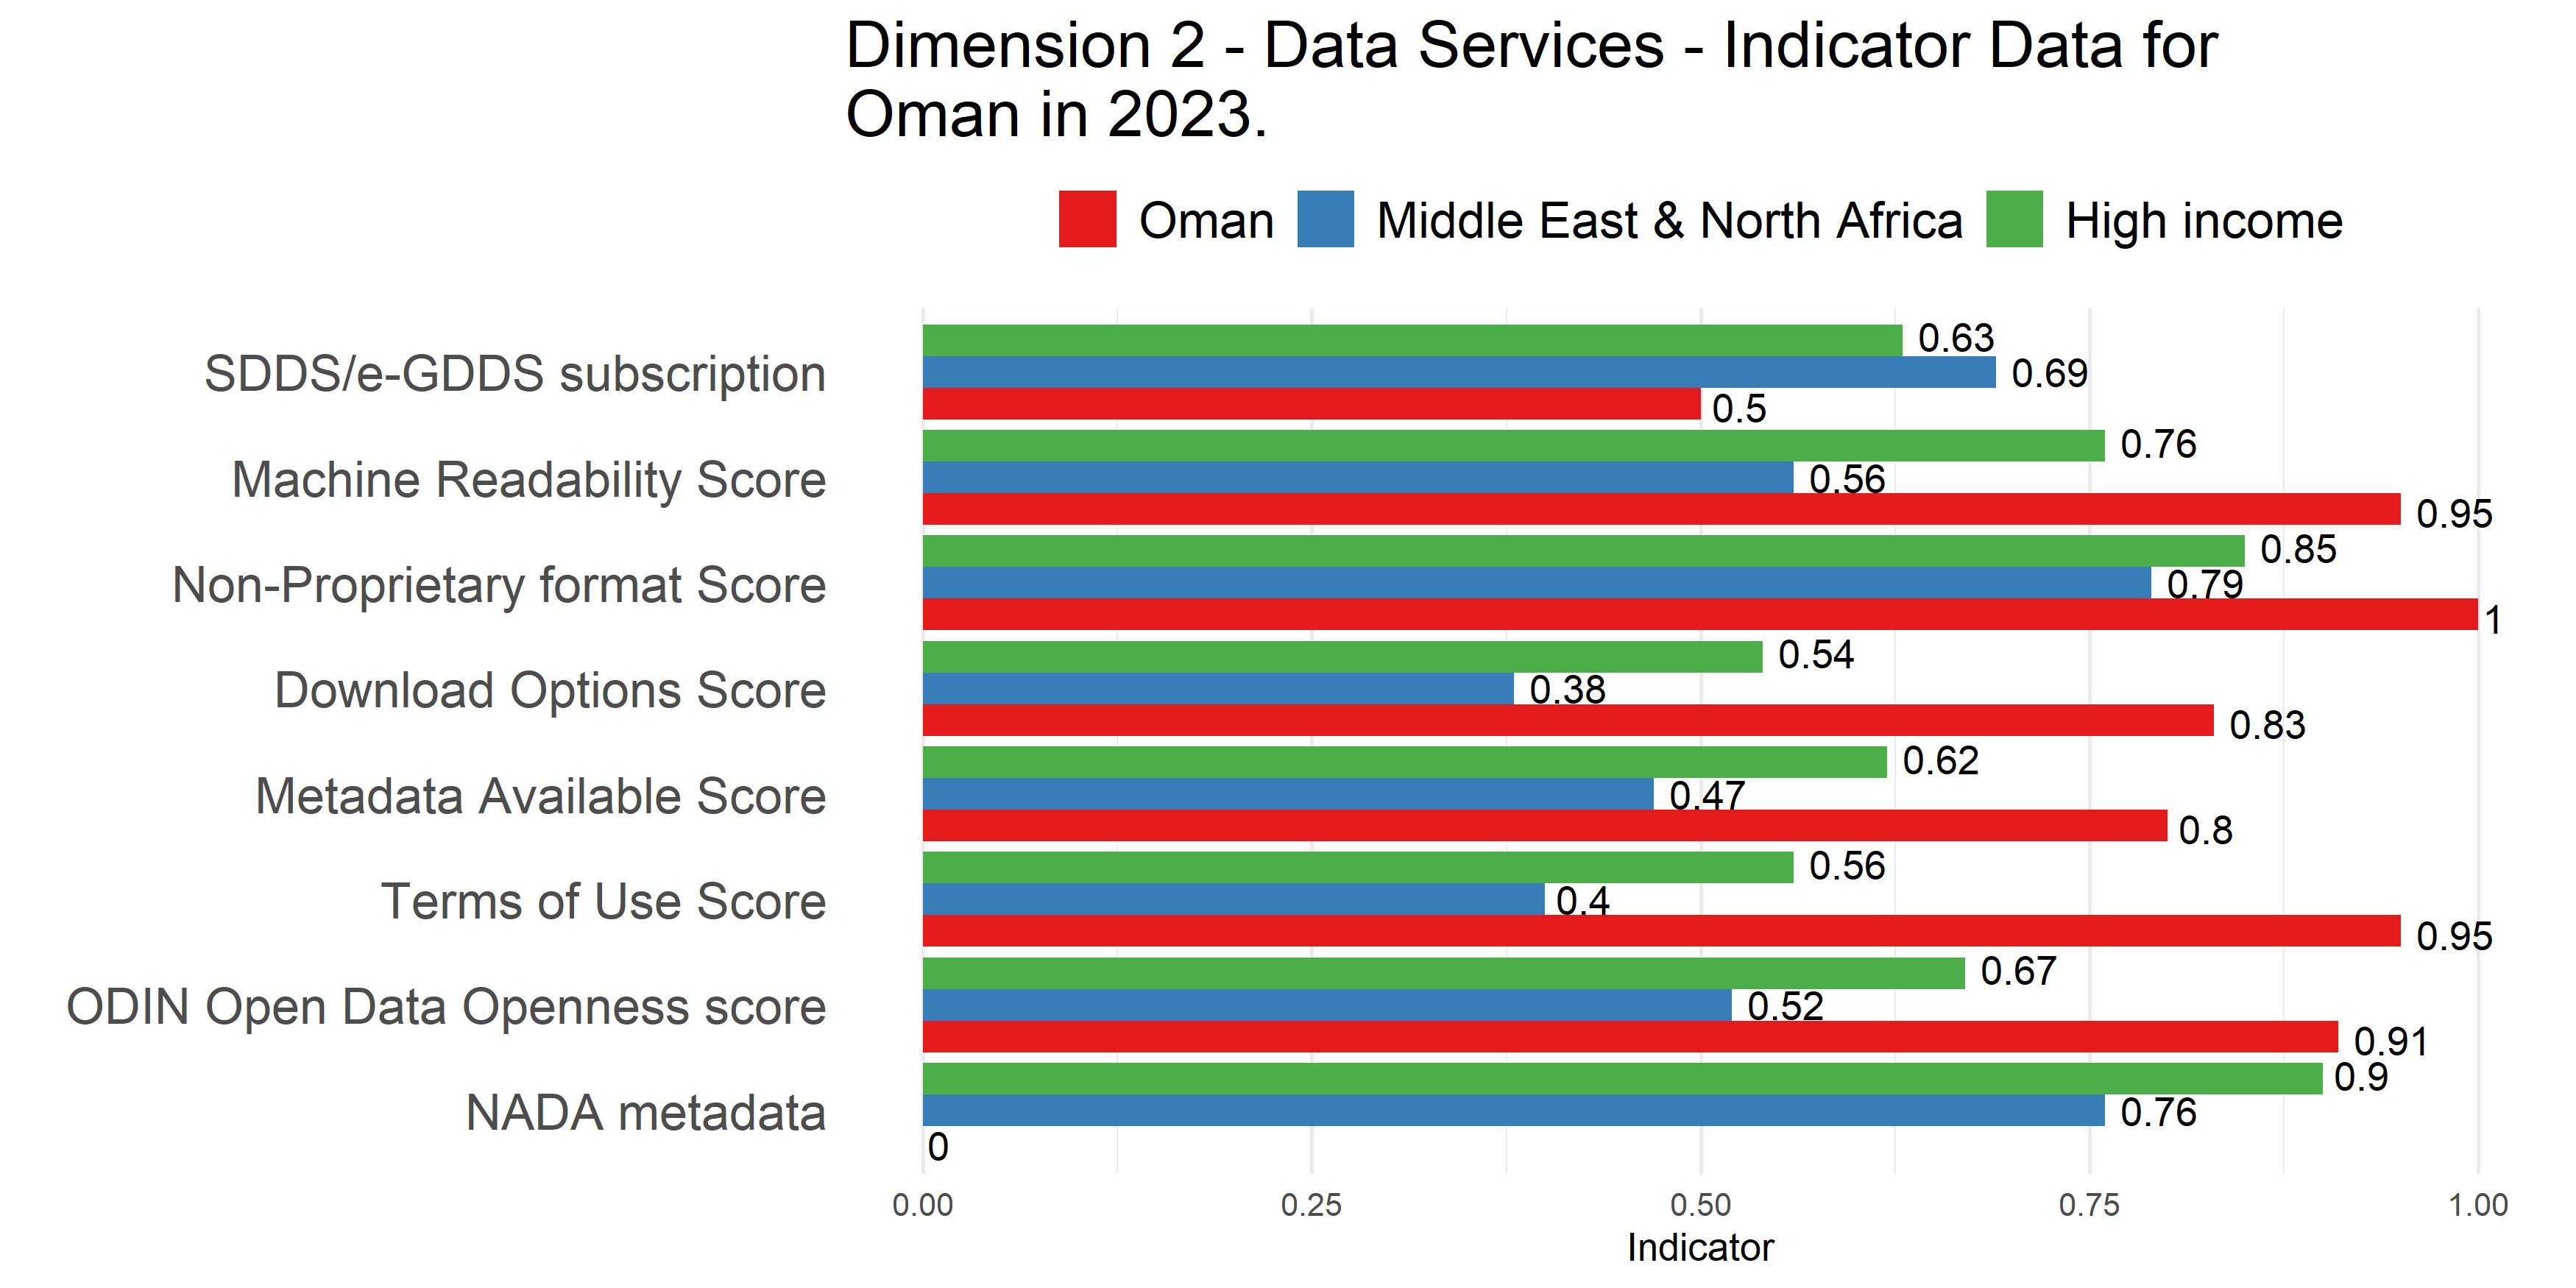 Dimension 2 - Data Services - Indicator Data for
Oman in 2023.
Oman Middle East & North Africa High income
SDDS/e-GDDS subscription
0.63
0.69
0.5
Machine Readability Score
0.76
0.56
0.95
Non-Proprietary format Score
0.85
0.79
1
Download Options Score
0.54
0.38
0.83
Metadata Available Score
0.62
0.47
0.8
Terms of Use Score
0.56
0.4
0.95
ODIN Open Data Openness score
0.67
0.52
0.91
NADA metadata
0.9
0.76
0
0.00 0.25 0.50 0.75 1.00
Indicator